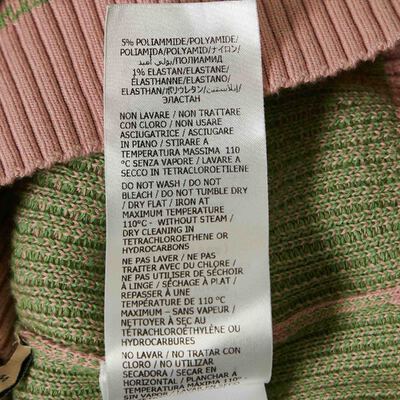 5% POLIAMMIDE/POLYAMIDE/
POLIAMIDA/POLYAMID/ナイロン/
بولي أميد/ПОЛИАМИД
1% ELASTAN/ELASTANE/
ÉLASTHANNE/ELASTANO/
ELASTHAN/ポリウレタン/إيلاستين/
ЭЛАСТАН
NON LAVARE / NON TRATTARE
CON CLORO / NON USARE
ASCIUGATRICE / ASCIUGARE
IN PIANO / STIRARE A
TEMPERATURA MASSIMA 110
°C SENZA VAPORE / LAVARE A
SECCO IN TETRACLOROETILENE
DO NOT WASH / DO NOT
BLEACH / DO NOT TUMBLE DRY
/ DRY FLAT / IRON AT
MAXIMUM TEMPERATURE
110°C - WITHOUT STEAM /
DRY CLEANING IN
TETRACHLOROETHENE OR
HYDROCARBONS
NE PAS LAVER / NE PAS
TRAITER AVEC DU CHLORE /
NE PAS UTILISER DE SÉCHOIR
À LINGE / SÉCHAGE À PLAT /
REPASSER À UNE
TEMPÉRATURE DE 110 °C
MAXIMUM – SANS VAPEUR /
NETTOYER À SEC AU
TÉTRACHLOROÉTHYLÈNE OU
HYDROCARBURES
NO LAVAR / NO TRATAR CON
CLORO / NO USAR
SECADORA / SECAR EN
HORIZONTAL / PLANCHAR A
TEMPERATURA MÁXIMA 110°